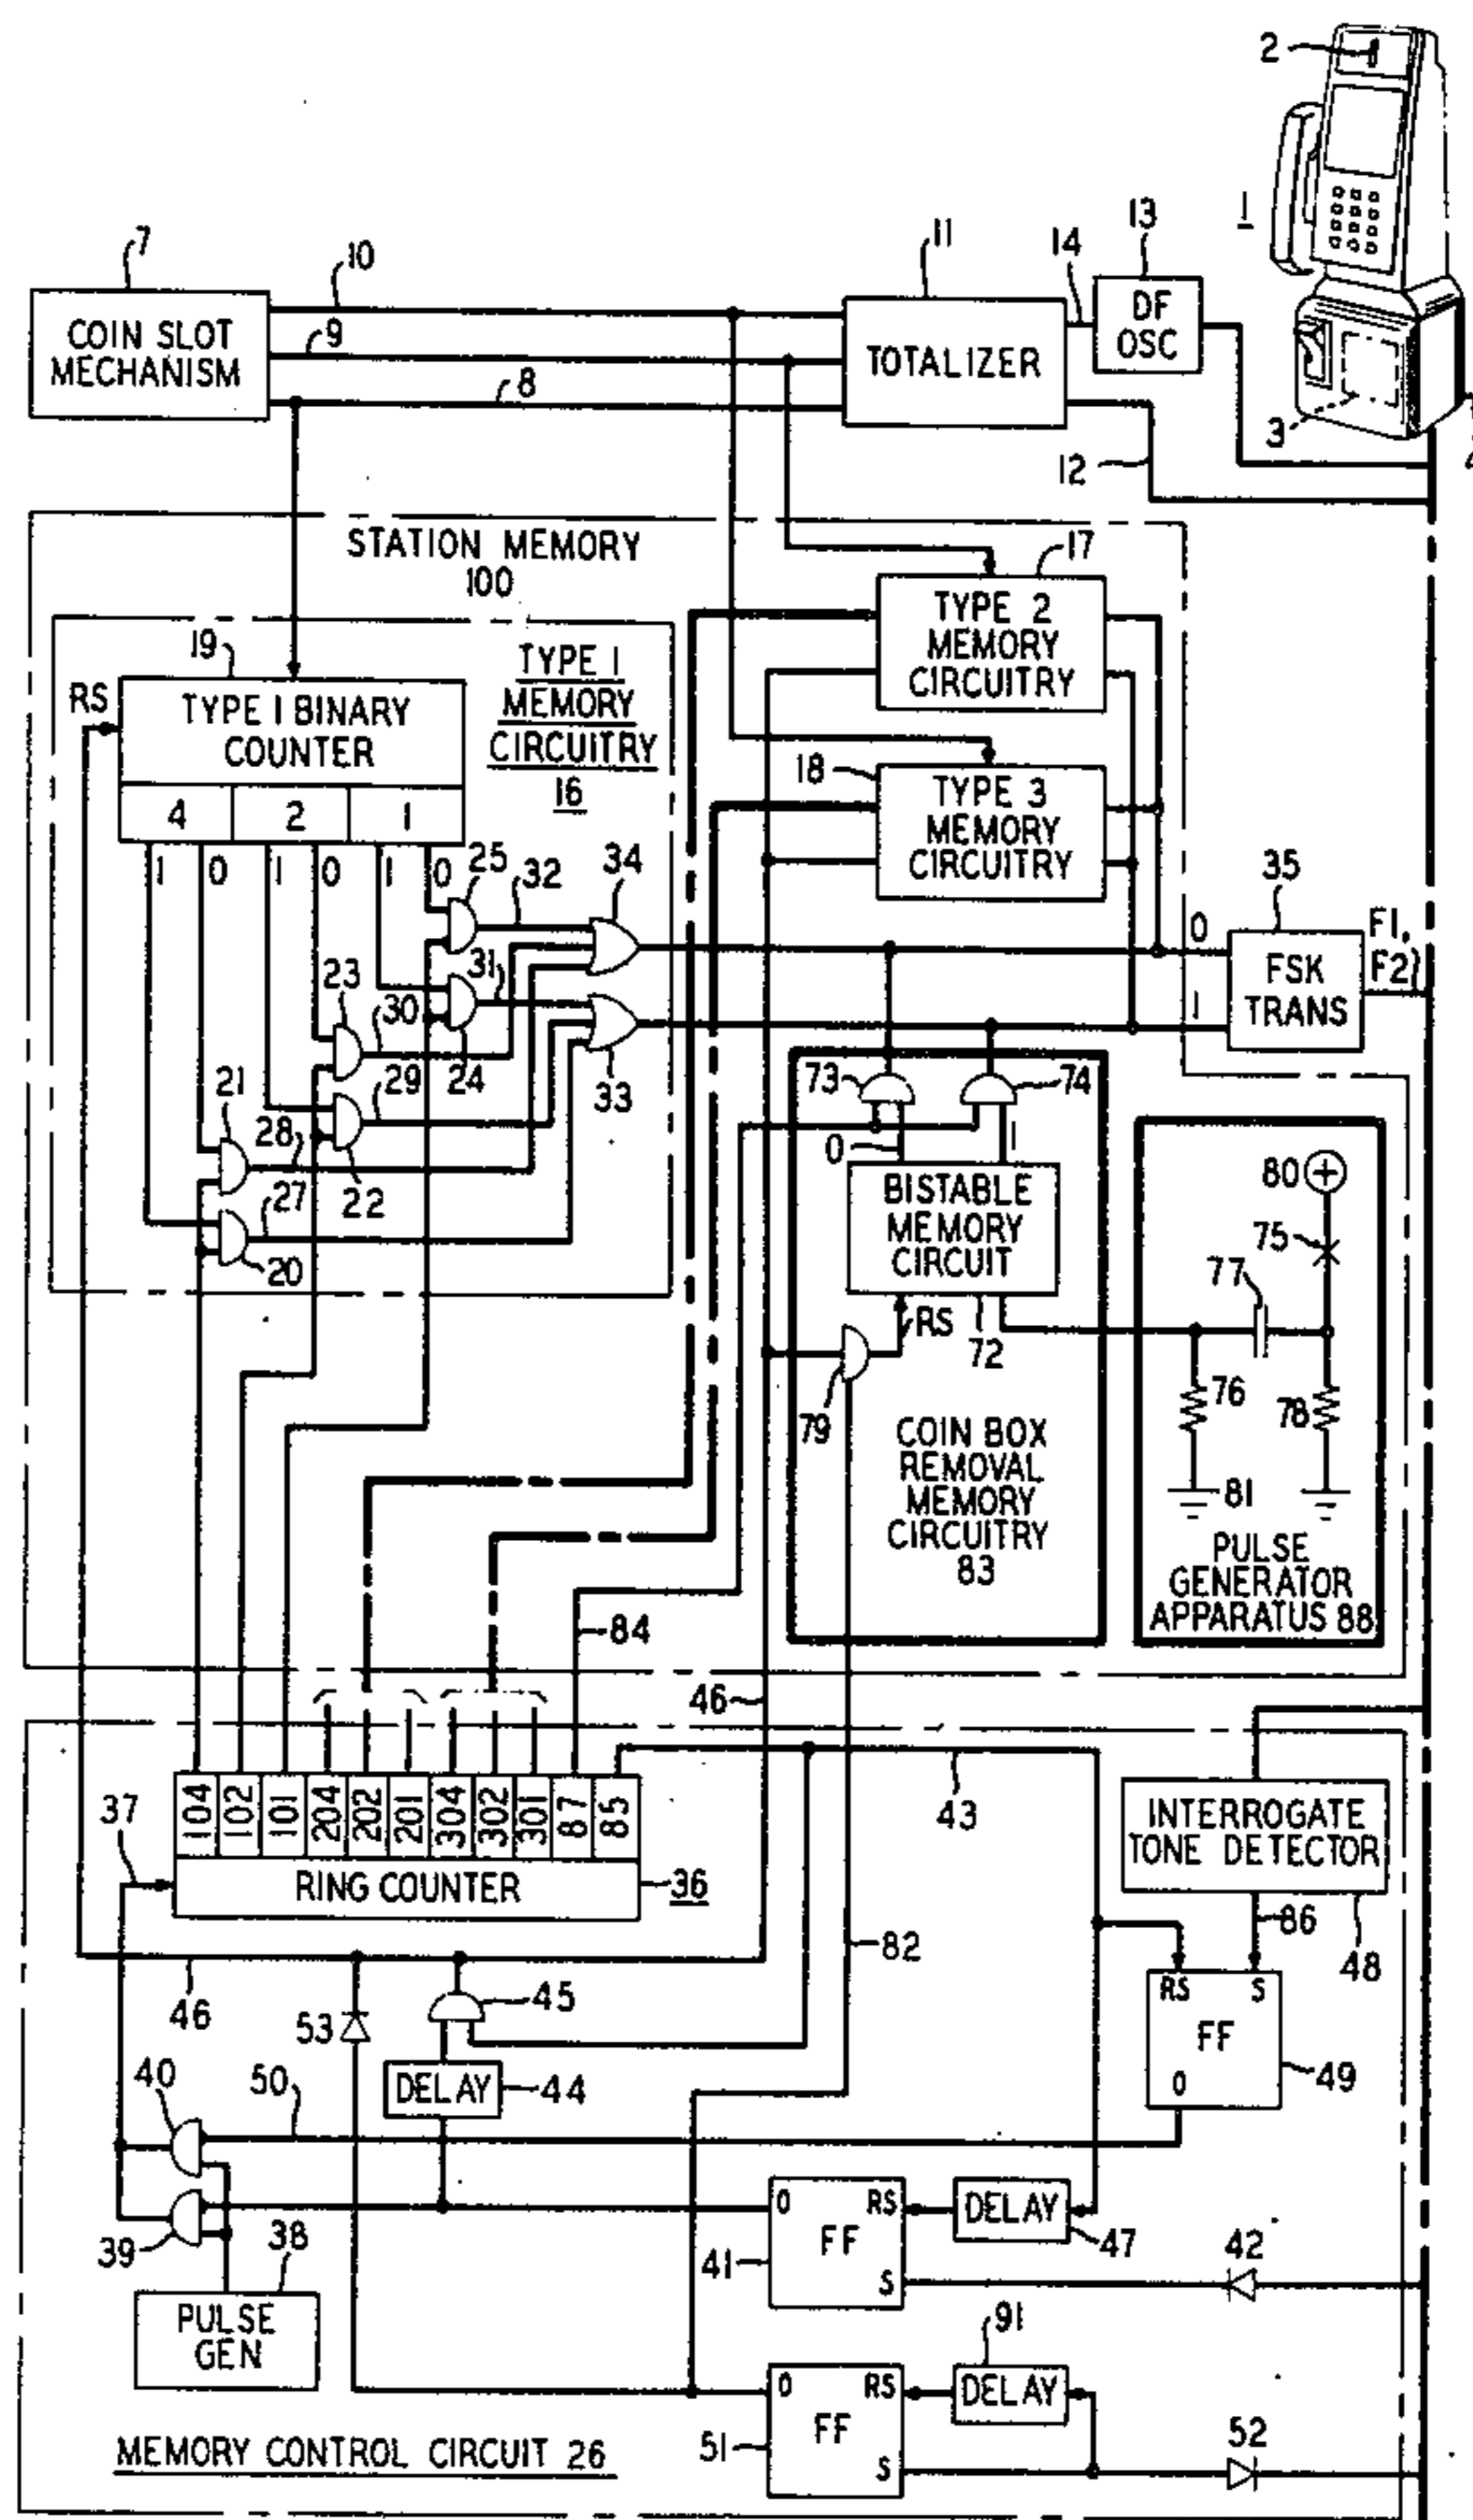 2
1
13
14
11
10
7
COIN SLOT
MECHANISM
9
8
TOTALIZER
DF
OSC
3
4
12
STATION MEMORY
100
17
TYPE 2
MEMORY
CIRCUITRY
19
RS
TYPE 1 BINARY
COUNTER
TYPE 1
MEMORY
CIRCUITRY
16
18
TYPE 3
MEMORY
CIRCUITRY
4 2 1
1 0 1 0 1 0
25
32
34
35
0
F1,
F2
FSK
TRANS
1
23
30
31
24
33
21
29
28
22
27
20
73
74
0
1
BISTABLE
MEMORY
CIRCUIT
RS
72
79
80
75
77
76
78
81
COIN BOX
REMOVAL
MEMORY
CIRCUITRY
83
PULSE
GENERATOR
APPARATUS 88
84
46
37
104 102 101 204 202 201 304 302 301 87 85
RING COUNTER
36
43
INTERROGATE
TONE DETECTOR
86
48
82
46
53
45
RS S
FF
0
49
40
50
DELAY
44
39
38
PULSE
GEN
0 RS
FF
S
41
DELAY
47
42
91
0 RS
FF
S
51
DELAY
52
MEMORY CONTROL CIRCUIT 26